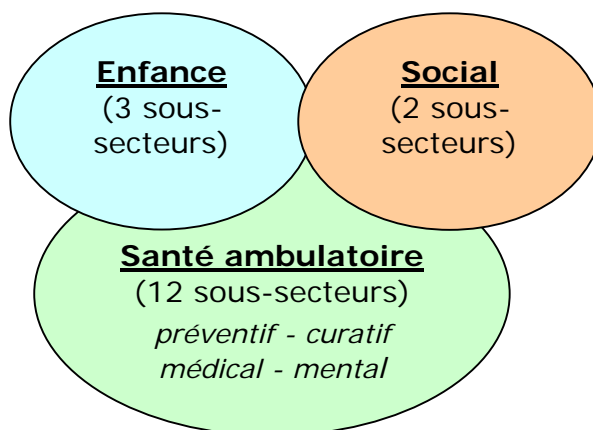 Enfance
(3 sous-
secteurs)
Social
(2 sous-
secteurs)
Santé ambulatoire
(12 sous-secteurs)
préventif - curatif
médical - mental